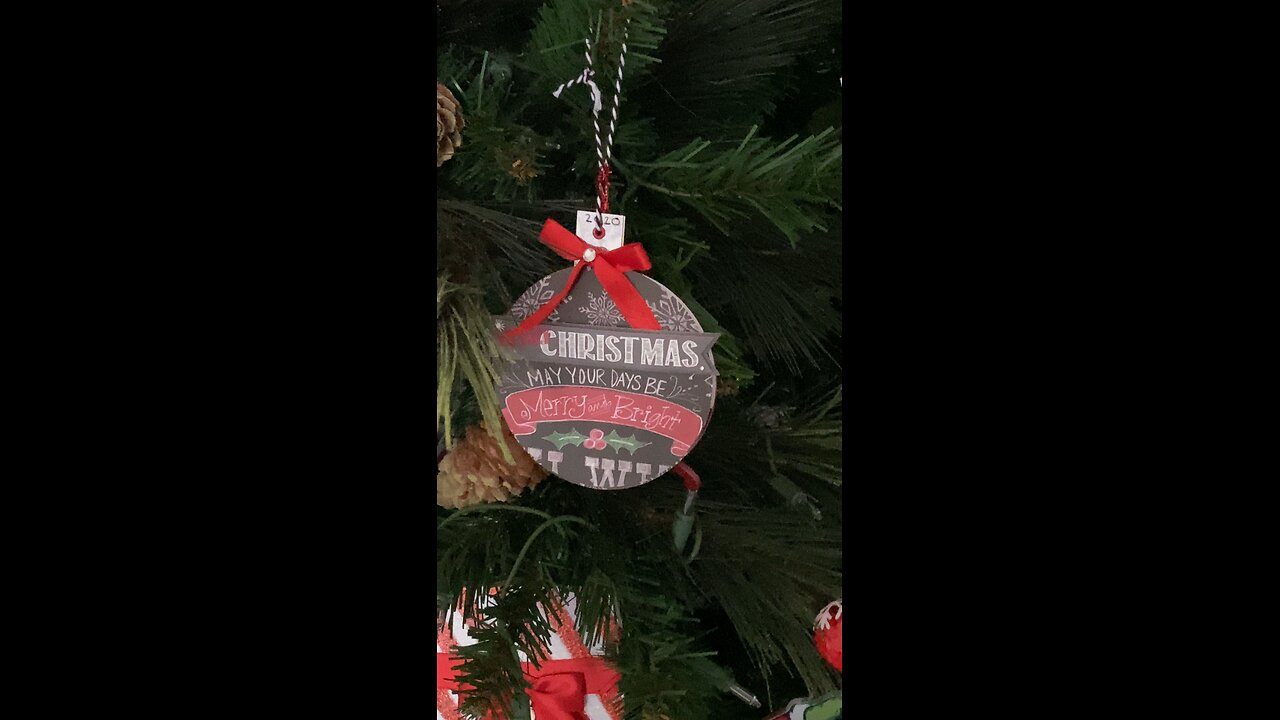 2020
CHRISTMAS.
MAY YOUR DAYS BE
Merry and Bright